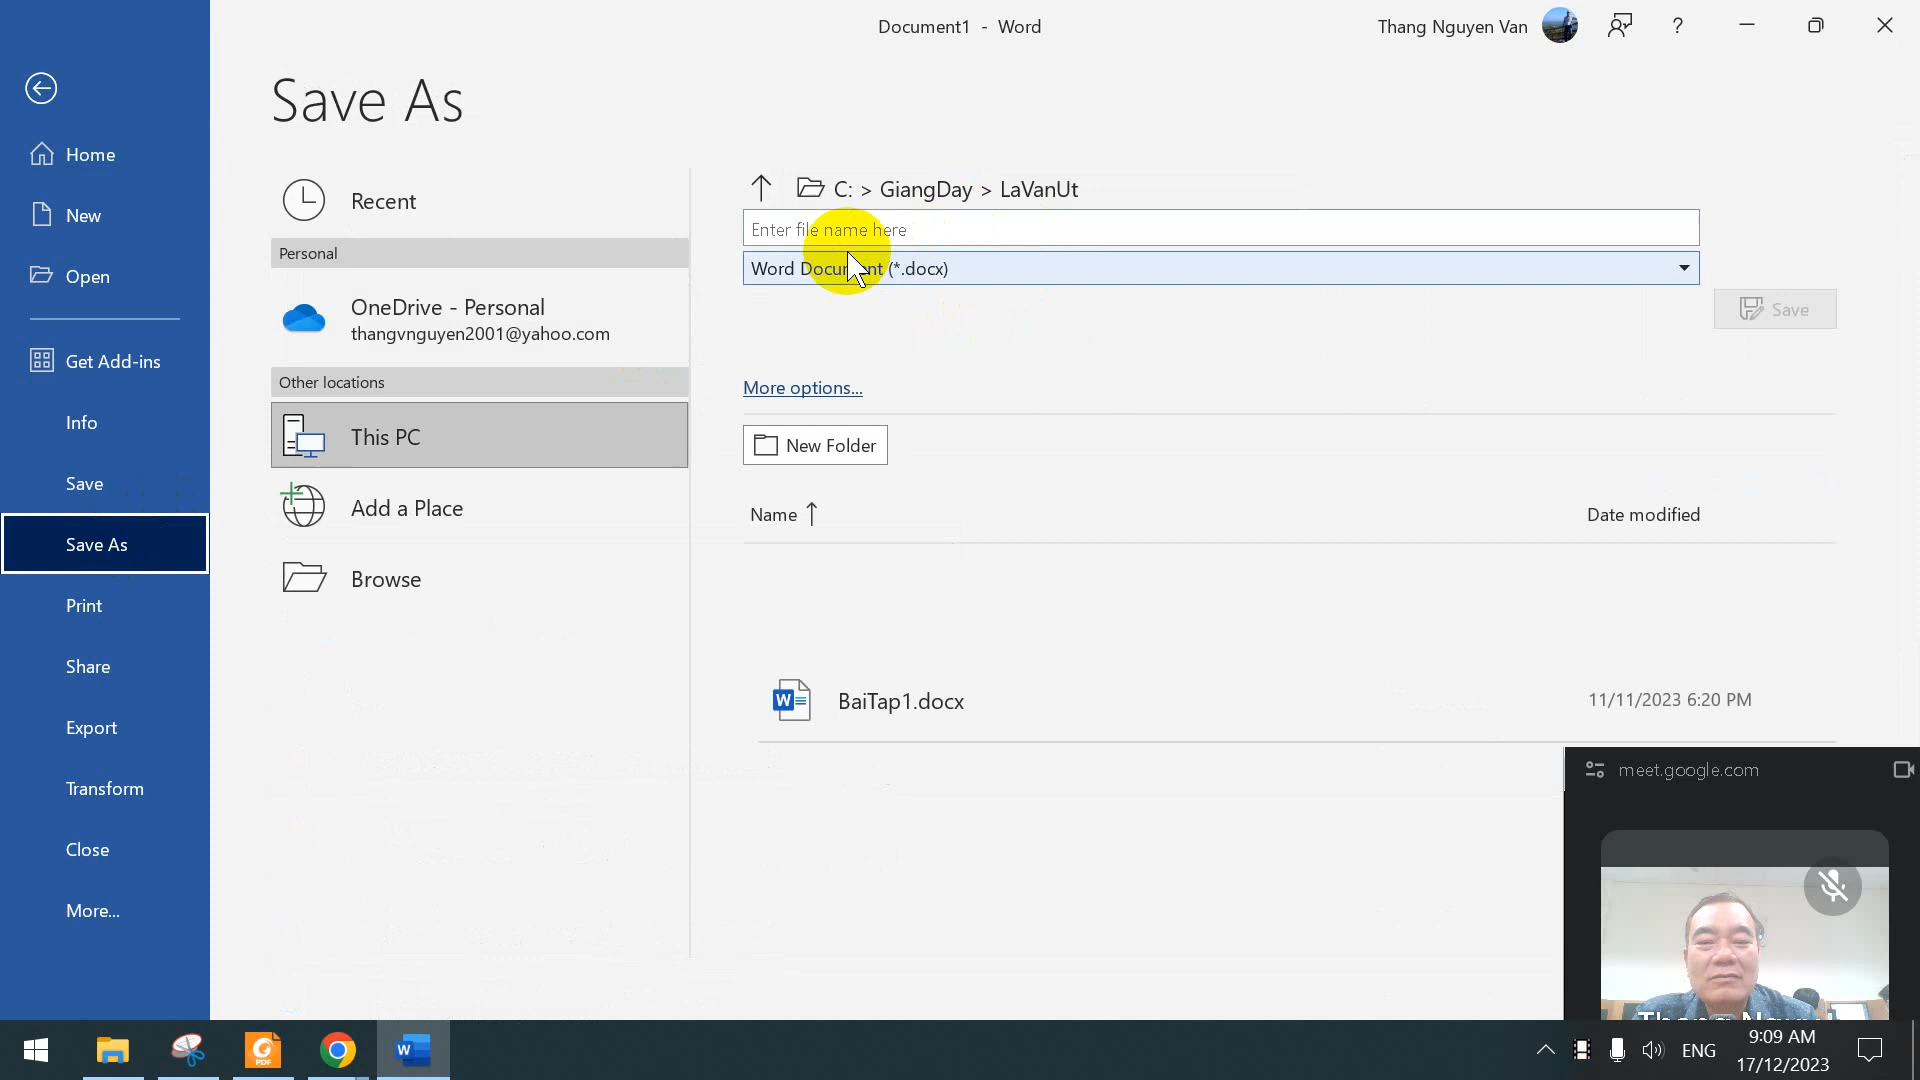 Document1 - Word
Thang Nguyen Van
?
Save As
Home
New
Open
Get Add-ins
Info
Save
Save As
Print
Share
Export
Transform
Close
More...
Recent
Personal
OneDrive - Personal
thangvnguyen2001@yahoo.com
Other locations
This PC
Add a Place
Browse
C: > GiangDay > LaVanUt
Enter file name here
Word Document (*.docx)
Save
More options...
New Folder
Name
Date modified
W
BaiTap1.docx
11/11/2023 6:20 PM
meet.google.com
PDF
W
ENG
9:09 AM
17/12/2023